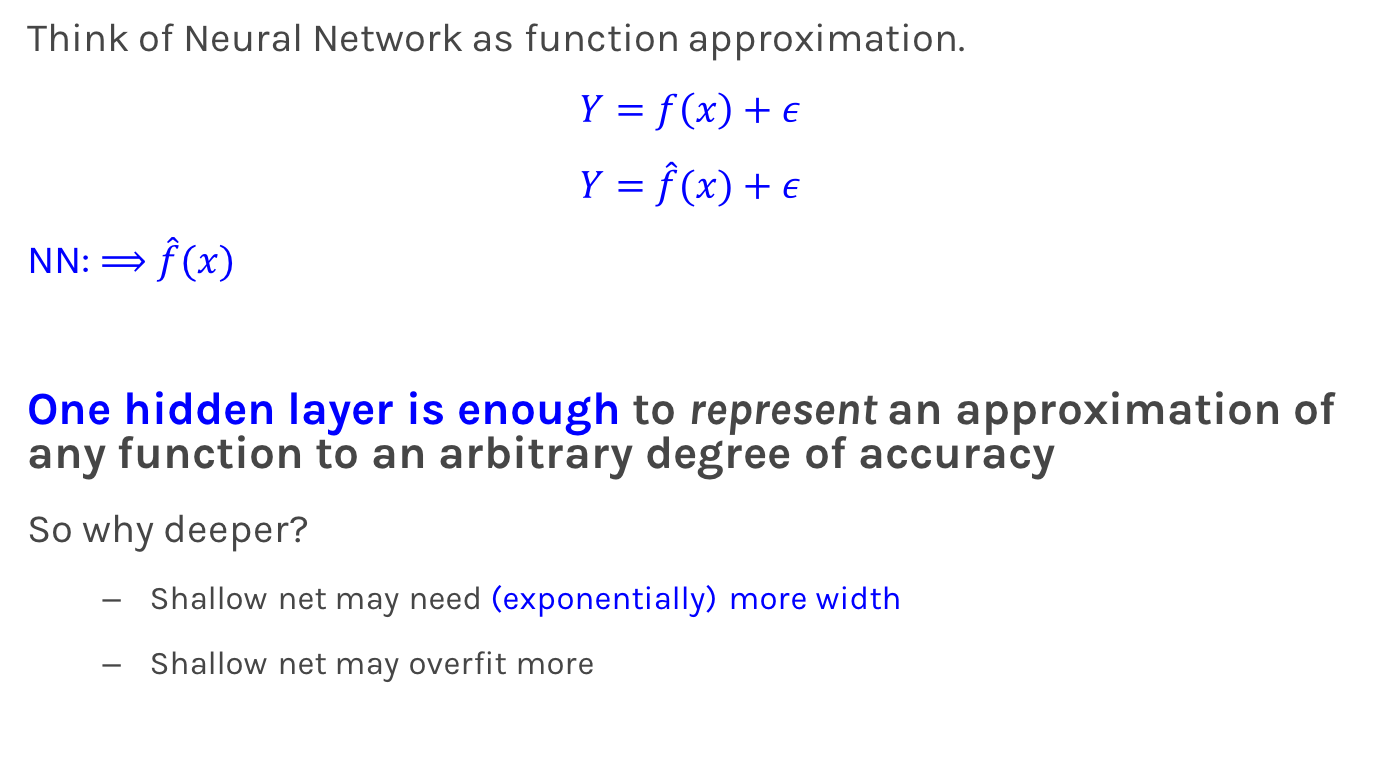 Think of Neural Network as function approximation.
Y = f(x) + ϵ
Y = f̂(x) + ϵ
NN: ⟹ f̂(x)
One hidden layer is enough to represent an approximation of
any function to an arbitrary degree of accuracy
So why deeper?
– Shallow net may need (exponentially) more width
– Shallow net may overfit more